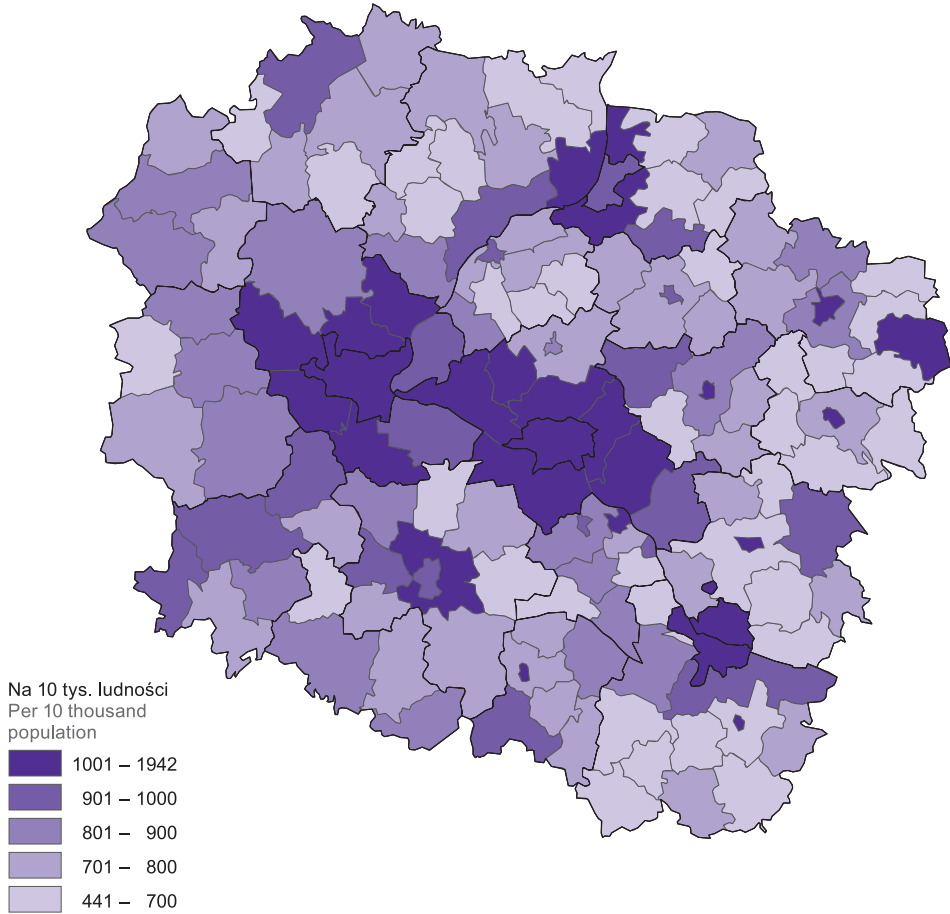 Na 10 tys. ludności
Per 10 thousand
population
1001 – 1942
901 – 1000
801 – 900
701 – 800
441 – 700